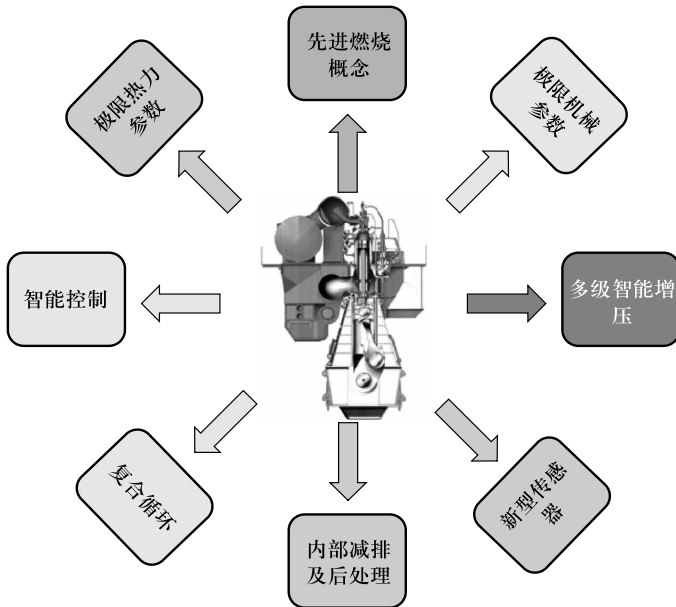 先进燃烧
概念
极限热力
参数
极限机械
参数
智能控制
多级智能增
压
复合循环
新型传感
器
内部减排
及后处理